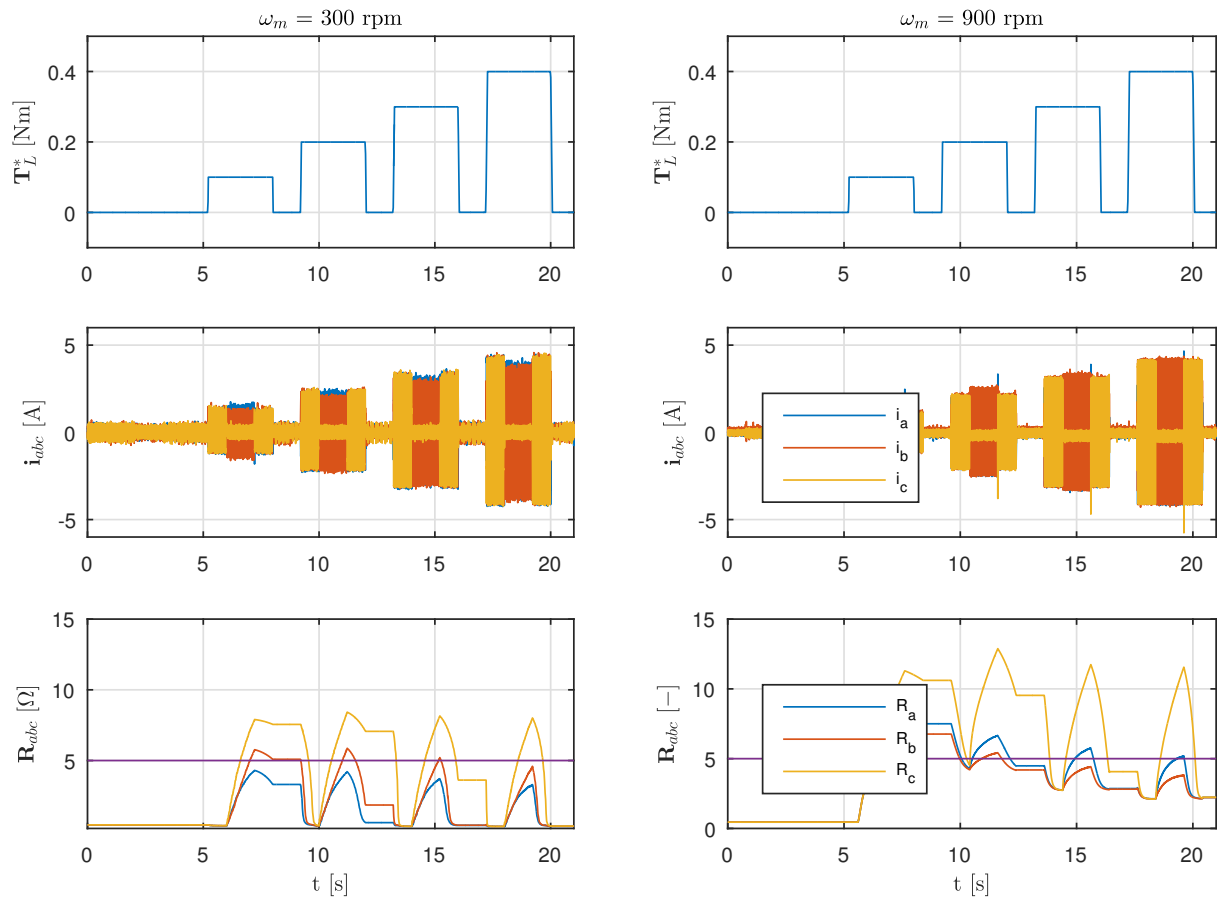 ω_m = 300 rpm
T*_L [Nm]
0.4
0.2
0
0 5 10 15 20
ω_m = 900 rpm
T*_L [Nm]
0.4
0.2
0
0 5 10 15 20
i_abc [A]
5
0
-5
0 5 10 15 20
i_abc [A]
5
0
-5
i_a
i_b
i_c
0 5 10 15 20
R_abc [Ω]
15
10
5
0 5 10 15 20
t [s]
R_abc [−]
15
10
5
0
R_a
R_b
R_c
0 5 10 15 20
t [s]